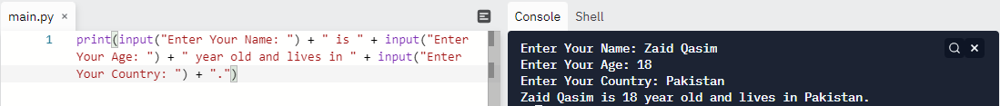 main.py ×
Console Shell
1 print(input("Enter Your Name: ") + " is " + input("Enter
Your Age: ") + " year old and lives in " + input("Enter
Your Country: ") + ".")
Enter Your Name: Zaid Qasim
Enter Your Age: 18
Enter Your Country: Pakistan
Zaid Qasim is 18 year old and lives in Pakistan.